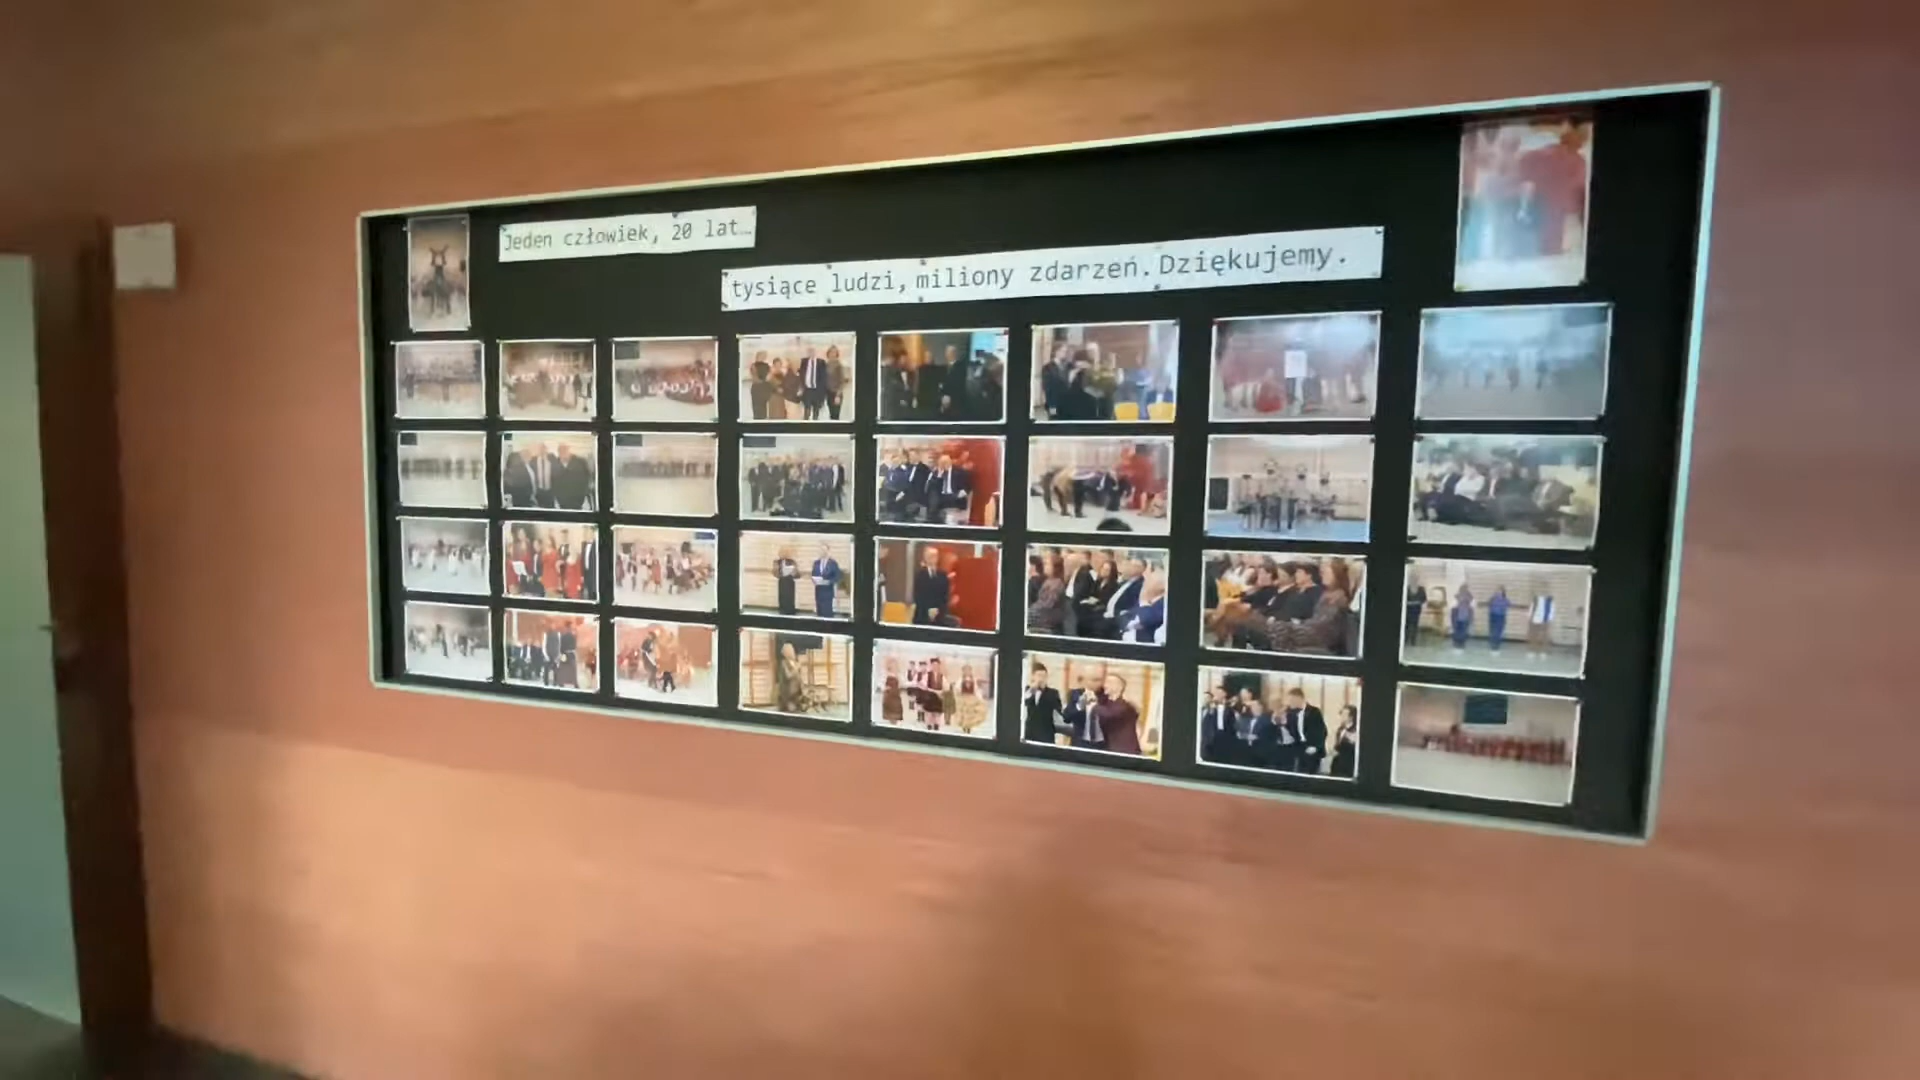 Jeden człowiek, 20 lat…
tysiące ludzi, miliony zdarzeń. Dziękujemy.